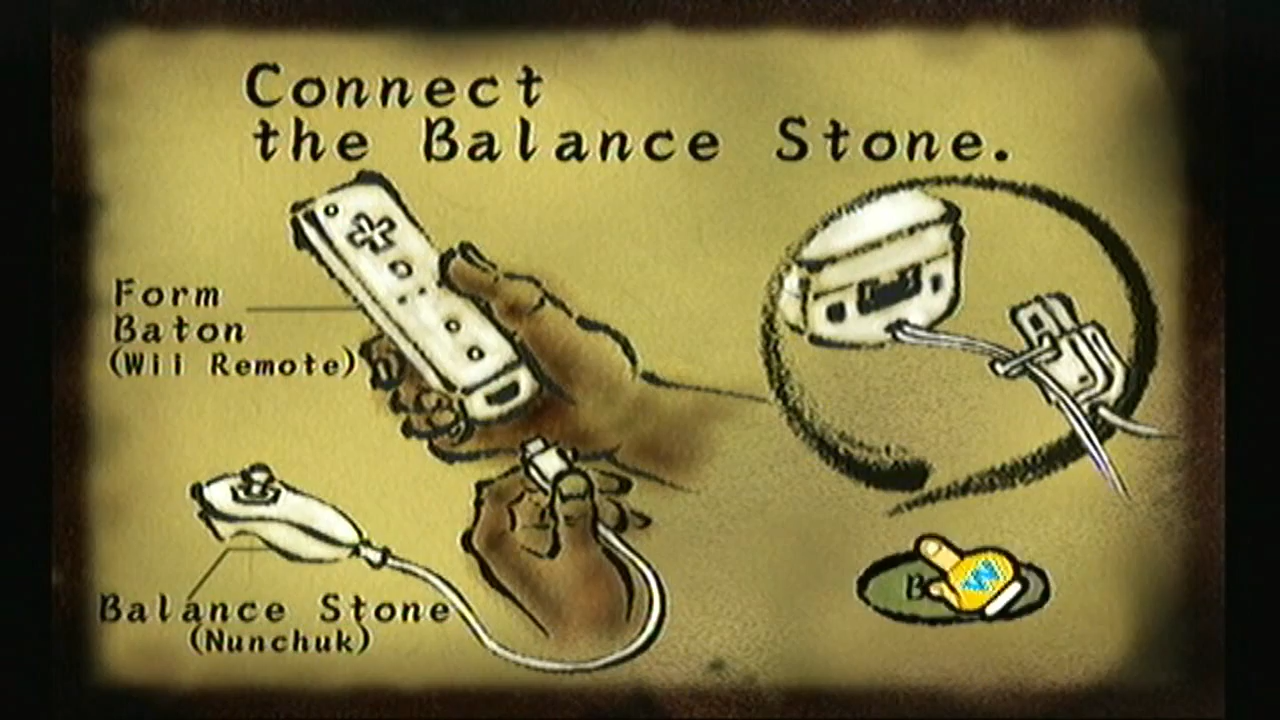 Connect
the Balance Stone.
Form
Baton
(Wii Remote)
Balance Stone
(Nunchuk)
W